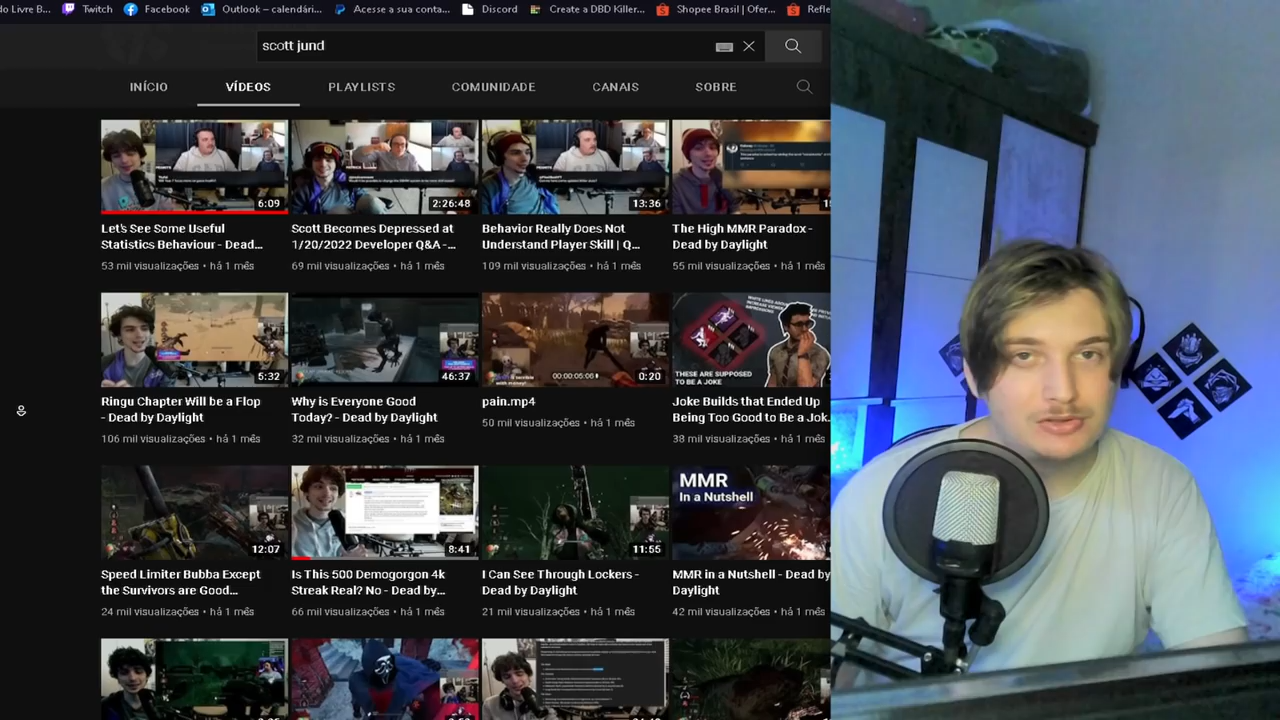 do Livre B...
Twitch
Facebook
Outlook – calendári...
Acesse a sua conta...
Discord
Create a DBD Killer...
Shopee Brasil | Ofer...
Refle
scott jund
INÍCIO
VÍDEOS
PLAYLISTS
COMUNIDADE
CANAIS
SOBRE
6:09
2:26:48
13:36
Let's See Some Useful
Statistics Behaviour - Dead...
53 mil visualizações • há 1 mês
Scott Becomes Depressed at
1/20/2022 Developer Q&A -...
69 mil visualizações • há 1 mês
Behavior Really Does Not
Understand Player Skill | Q...
109 mil visualizações • há 1 mês
The High MMR Paradox -
Dead by Daylight
55 mil visualizações • há 1 mês
5:32
46:37
00:00:05:06
0:20
THESE ARE SUPPOSED
TO BE A JOKE
Ringu Chapter Will be a Flop
- Dead by Daylight
106 mil visualizações • há 1 mês
Why is Everyone Good
Today? - Dead by Daylight
32 mil visualizações • há 1 mês
pain.mp4
50 mil visualizações • há 1 mês
Joke Builds that Ended Up
Being Too Good to be a Jok...
38 mil visualizações • há 1 mês
12:07
8:41
11:55
MMR
In a Nutshell
Speed Limiter Bubba Except
the Survivors are Good...
24 mil visualizações • há 1 mês
Is This 500 Demogorgon 4k
Streak Real? No - Dead by...
66 mil visualizações • há 1 mês
I Can See Through Lockers -
Dead by Daylight
21 mil visualizações • há 1 mês
MMR in a Nutshell - Dead by
Daylight
42 mil visualizações • há 1 mês